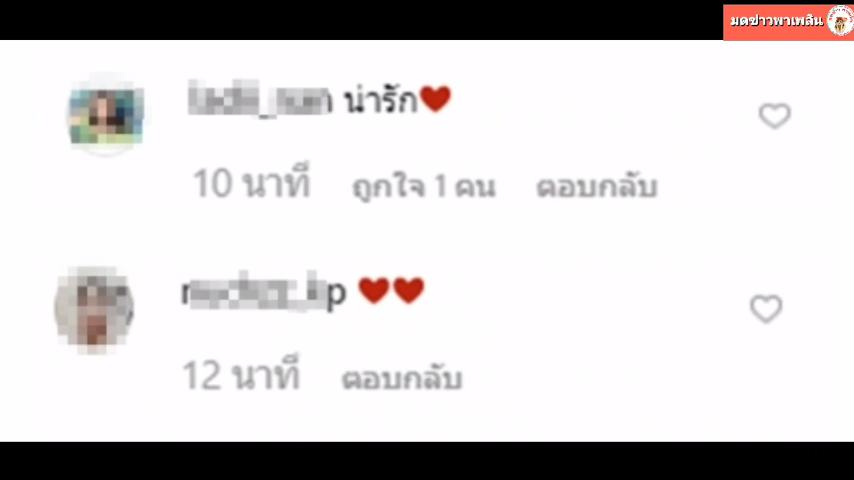 มดข่าวพาเพลิน
น่ารัก❤
10 นาที ถูกใจ 1 คน ตอบกลับ
❤❤
12 นาที ตอบกลับ